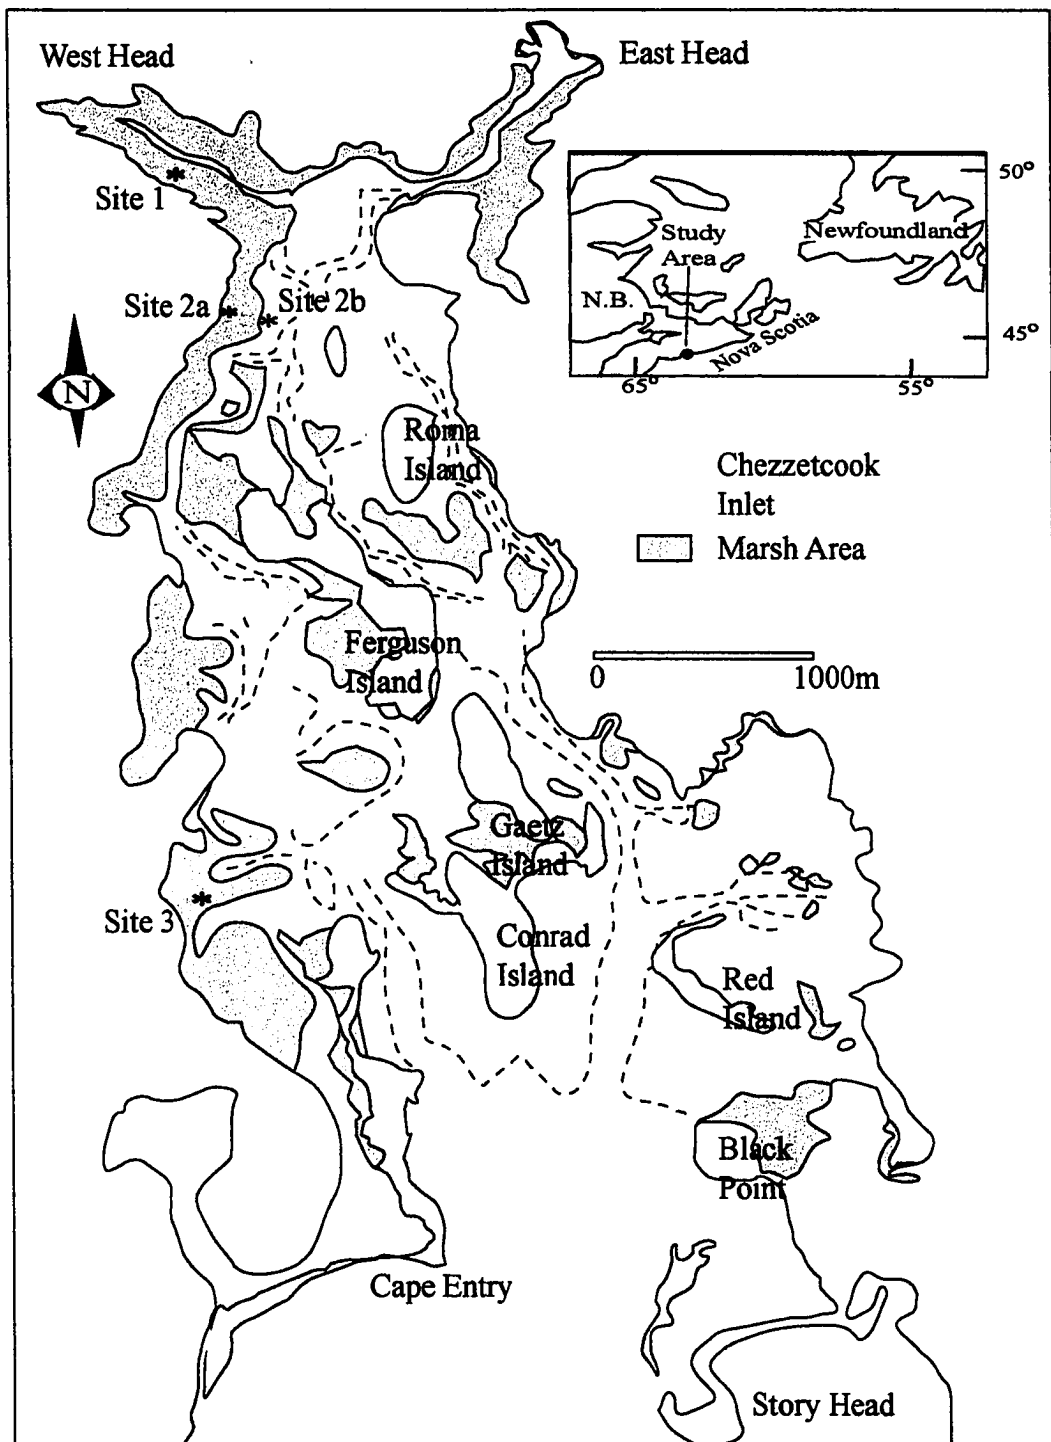 West Head
East Head
Site 1
50°
Newfoundland
Study
Area
N.B.
Nova Scotia
45°
65°
55°
Site 2a
Site 2b
N
Roma
Island
Chezzetcook
Inlet
Marsh Area
Ferguson
Island
0
1000m
Gaetz
Island
Site 3
Conrad
Island
Red
Island
Black
Point
Cape Entry
Story Head